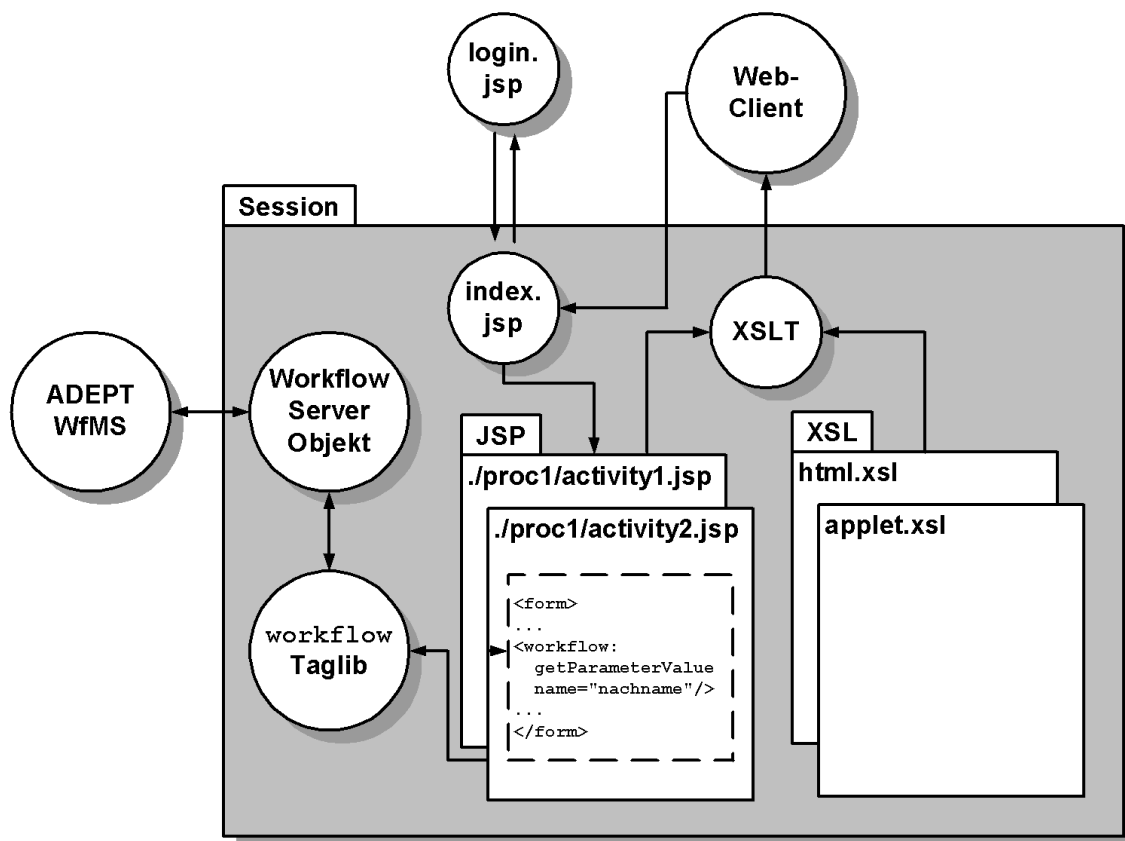 login.
jsp
Web-
Client
Session
index.
jsp
XSLT
ADEPT
WfMS
Workflow
Server
Objekt
JSP
./proc1/activity1.jsp
./proc1/activity2.jsp
<form>
...
<workflow:
getParameterValue
name="nachname"/>
...
</form>
XSL
html.xsl
applet.xsl
workflow
Taglib